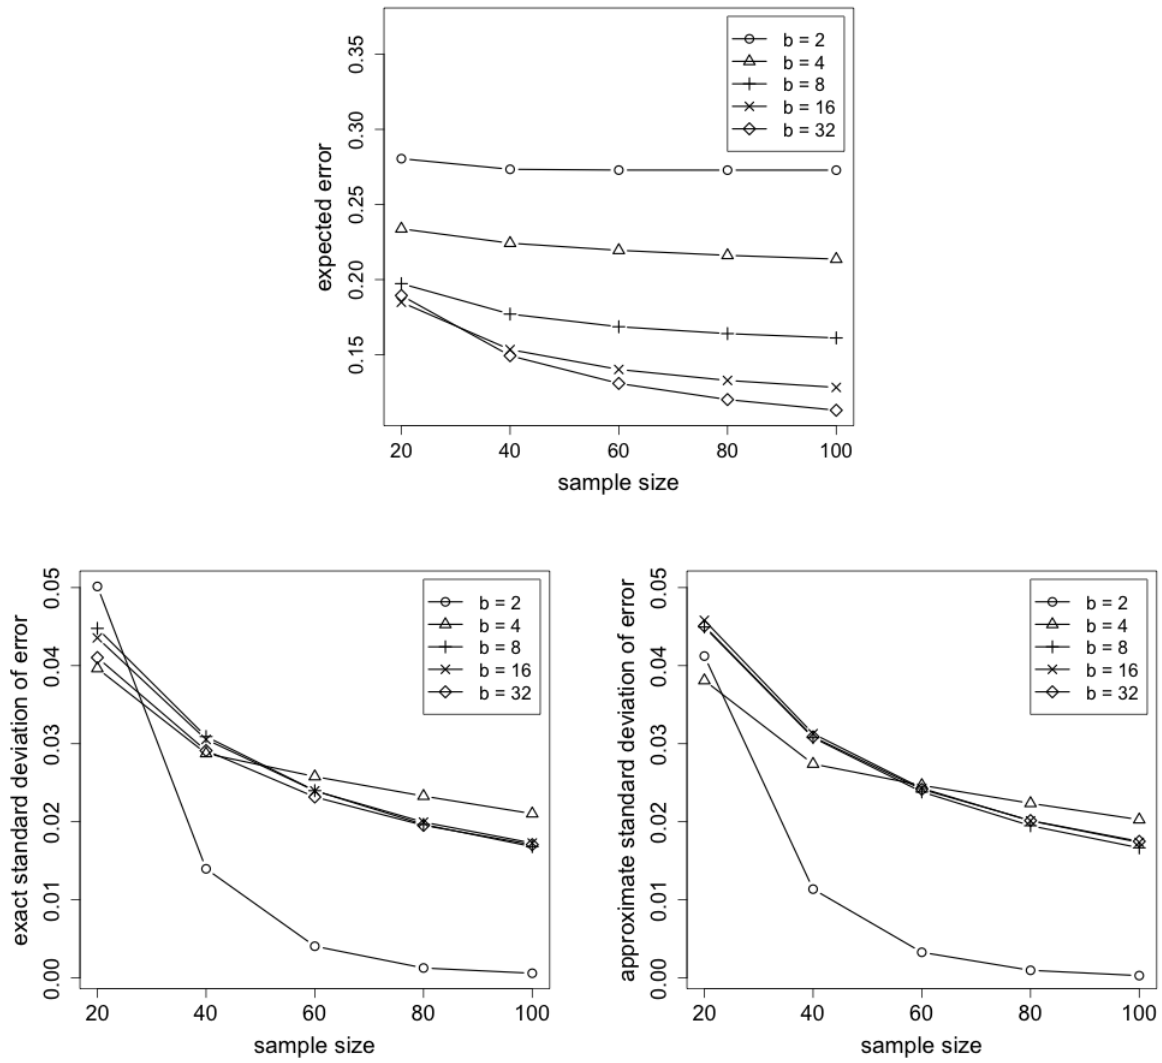 expected error
0.35
0.30
0.25
0.20
0.15
b = 2
b = 4
b = 8
b = 16
b = 32
20 40 60 80 100
sample size
exact standard deviation of error
0.05
0.04
0.03
0.02
0.01
0.00
b = 2
b = 4
b = 8
b = 16
b = 32
20 40 60 80 100
sample size
approximate standard deviation of error
0.05
0.04
0.03
0.02
0.01
0.00
b = 2
b = 4
b = 8
b = 16
b = 32
20 40 60 80 100
sample size